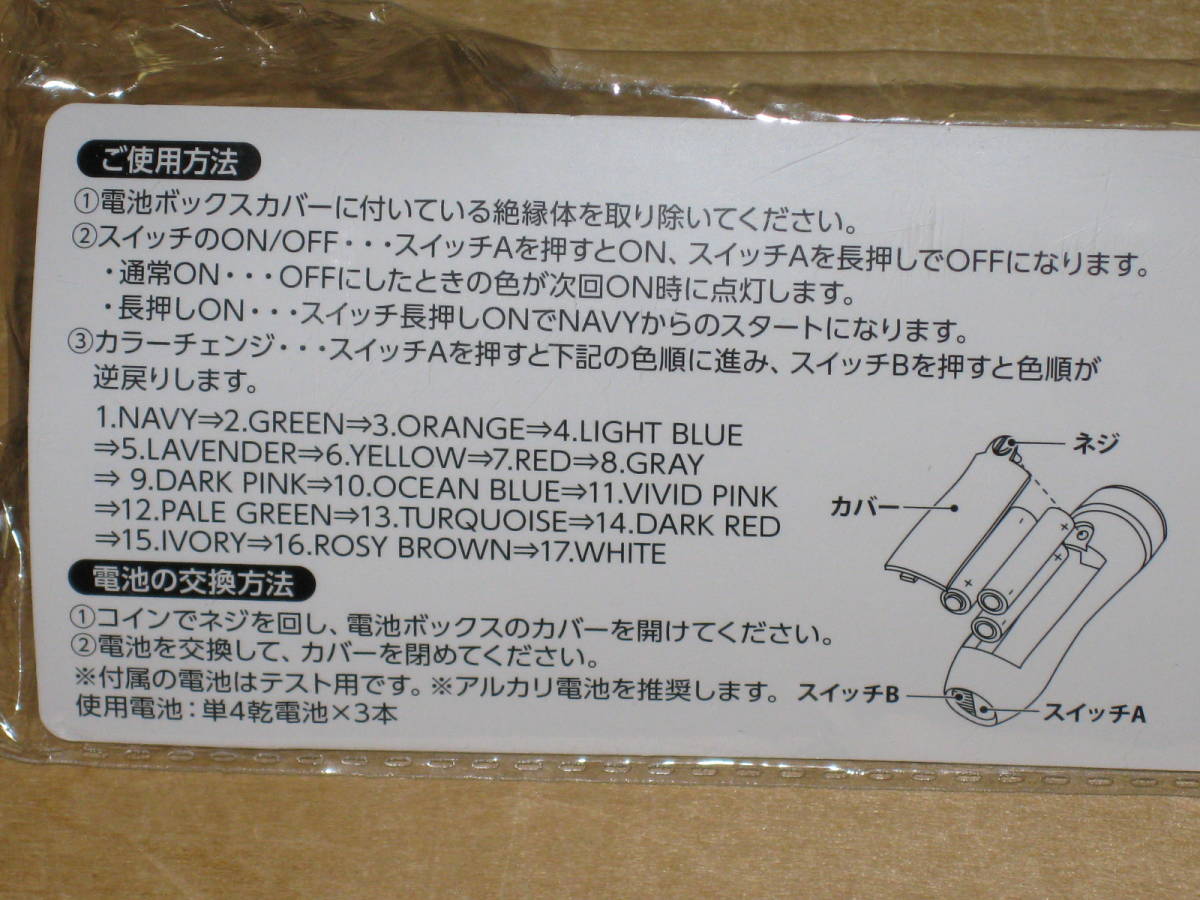 ご使用方法
①電池ボックスカバーに付いている絶縁体を取り除いてください。
②スイッチのON/OFF・・・スイッチAを押すとON、スイッチAを長押しでOFFになります。
・通常ON・・・OFFにしたときの色が次回ON時に点灯します。
・長押しON・・・スイッチ長押しONでNAVYからのスタートになります。
③カラーチェンジ・・・スイッチAを押すと下記の色順に進み、スイッチBを押すと色順が
逆戻りします。
1.NAVY⇒2.GREEN⇒3.ORANGE⇒4.LIGHT BLUE
⇒5.LAVENDER⇒6.YELLOW⇒7.RED⇒8.GRAY
⇒ 9.DARK PINK⇒10.OCEAN BLUE⇒11.VIVID PINK
⇒12.PALE GREEN⇒13.TURQUOISE⇒14.DARK RED
⇒15.IVORY⇒16.ROSY BROWN⇒17.WHITE
電池の交換方法
①コインでネジを回し、電池ボックスのカバーを開けてください。
②電池を交換して、カバーを閉めてください。
※付属の電池はテスト用です。※アルカリ電池を推奨します。
使用電池：単4乾電池×3本
ネジ
カバー
スイッチB
スイッチA